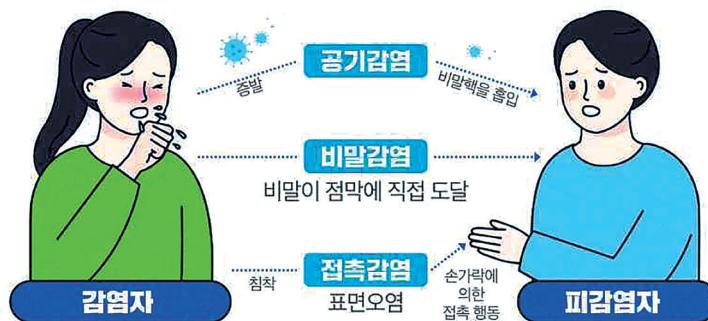 공기감염
증발
비말핵을 흡입
비말감염
비말이 점막에 직접 도달
접촉감염
침착
표면오염
손가락에
의한
접촉 행동
감염자
피감염자